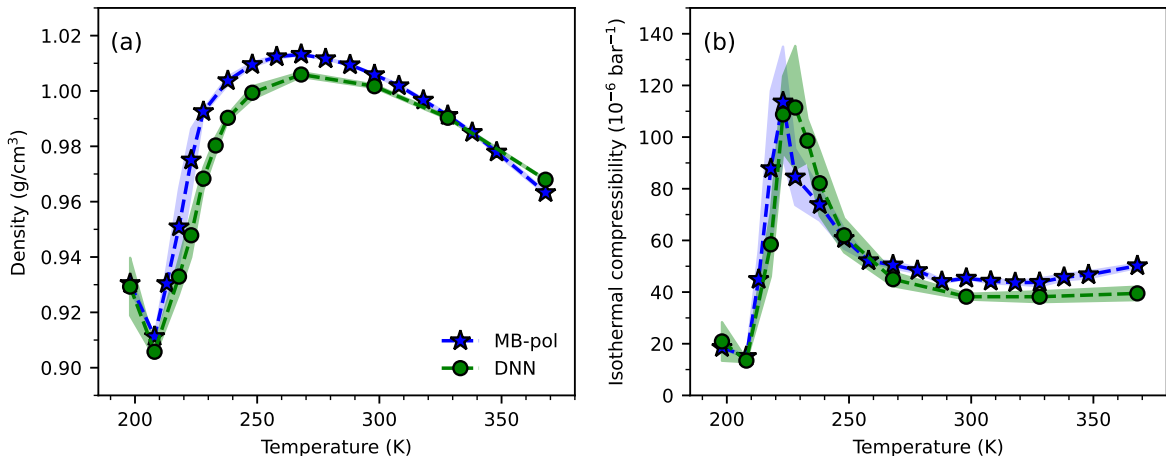 (a)
Density (g/cm³)
1.02
1.00
0.98
0.96
0.94
0.92
0.90
MB-pol
DNN
200 250 300 350
Temperature (K)
(b)
Isothermal compressibility (10⁻⁶ bar⁻¹)
140
120
100
80
60
40
20
0
200 250 300 350
Temperature (K)